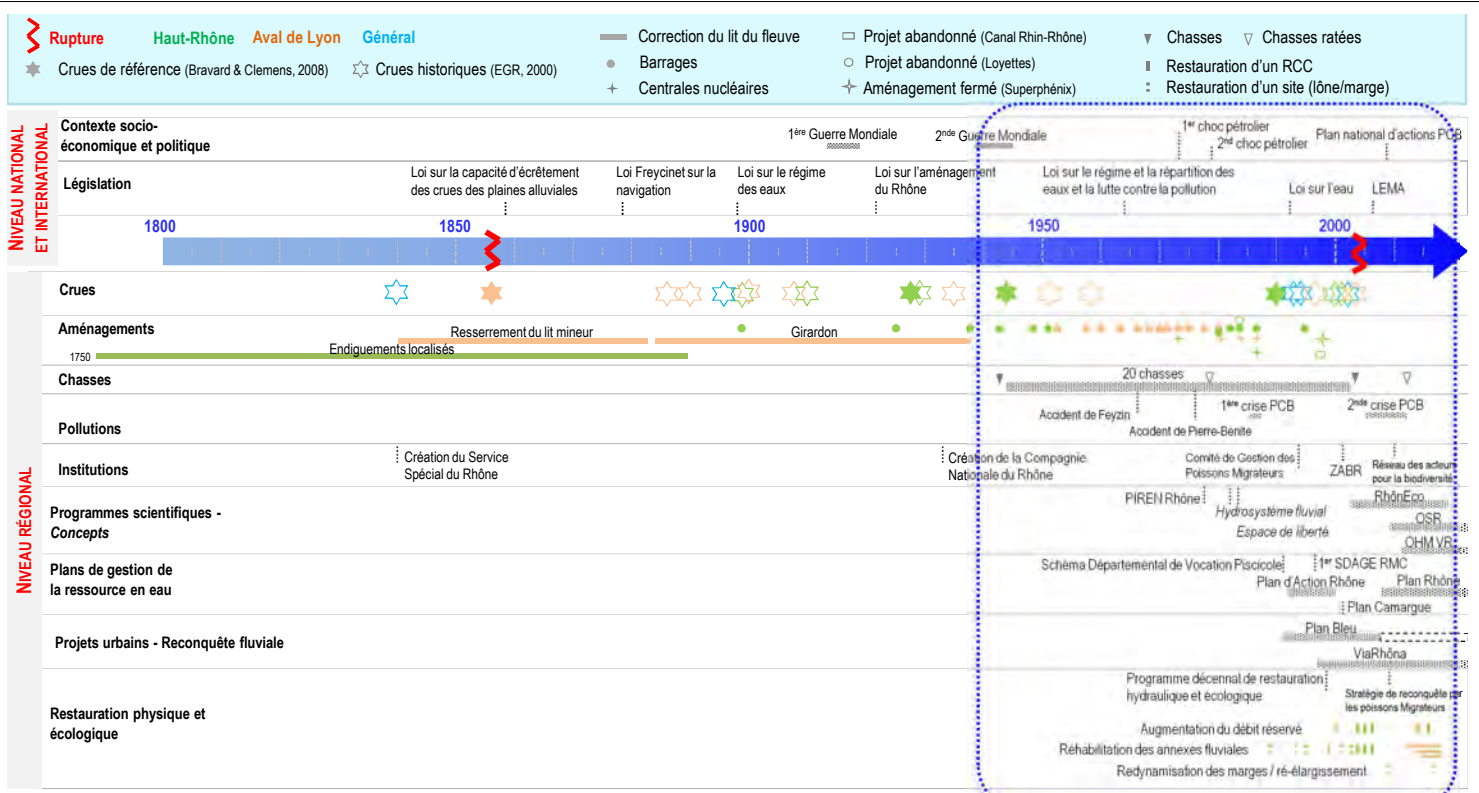 Rupture Haut-Rhône Aval de Lyon Général
Crues de référence (Bravard & Clemens, 2008) Crues historiques (EGR, 2000)
Correction du lit du fleuve
Barrages
Centrales nucléaires
Projet abandonné (Canal Rhin-Rhône)
Projet abandonné (Loyettes)
Aménagement fermé (Superphénix)
Chasses Chasses ratées
Restauration d'un RCC
Restauration d'un site (lône/marge)
NIVEAU NATIONAL
ET INTERNATIONAL
Contexte socio-
économique et politique
1ère Guerre Mondiale
2nde Guerre Mondiale
1er choc pétrolier
2nd choc pétrolier
Plan national d'actions PCB
Législation
Loi sur la capacité d'écrêtement
des crues des plaines alluviales
Loi Freycinet sur la
navigation
Loi sur le régime
des eaux
Loi sur l'aménagement
du Rhône
Loi sur le régime et la répartition des
eaux et la lutte contre la pollution
Loi sur l'eau
LEMA
1800 1850 1900 1950 2000
NIVEAU RÉGIONAL
Crues
Aménagements
Resserrement du lit mineur
Girardon
Endiguements localisés
1750
Chasses
20 chasses
Pollutions
Accident de Feyzin
1ère crise PCB
2nde crise PCB
Accident de Pierre-Benite
Institutions
Création du Service
Spécial du Rhône
Création de la Compagnie
Nationale du Rhône
Comité de Gestion des
Poissons Migrateurs
ZABR
Réseau des acteurs
pour la biodiversité
Programmes scientifiques -
Concepts
PIREN Rhône
Hydrosystème fluvial
Espace de liberté
RhônEco
OSR
OHM VR
Plans de gestion de
la ressource en eau
Schéma Départemental de Vocation Piscicole
1er SDAGE RMC
Plan d'Action Rhône
Plan Rhône
Plan Camargue
Projets urbains - Reconquête fluviale
Plan Bleu
ViaRhôna
Restauration physique et
écologique
Programme décennal de restauration
hydraulique et écologique
Stratégie de reconquête par
les poissons Migrateurs
Augmentation du débit réservé
Réhabilitation des annexes fluviales
Redynamisation des marges / ré-élargissement